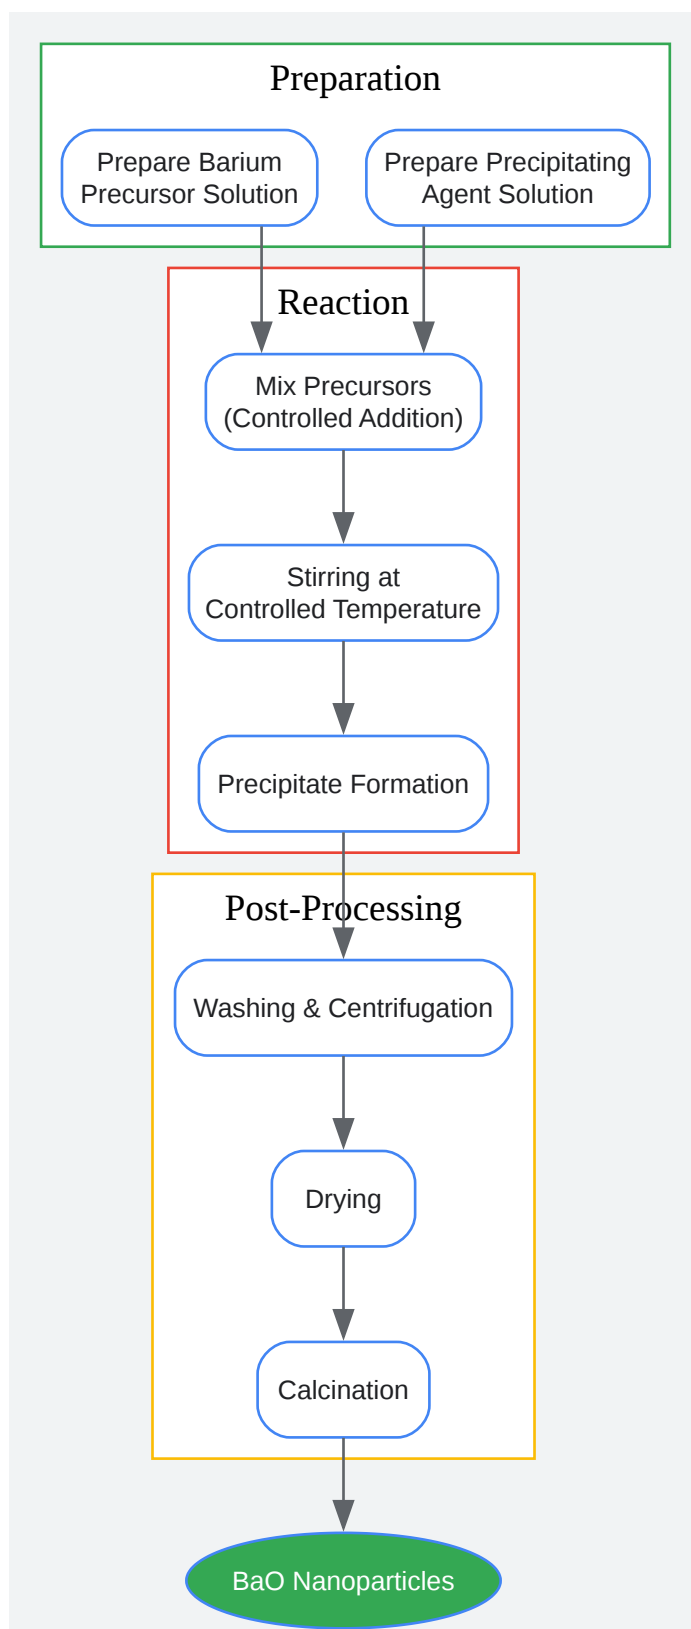 Preparation
Prepare Barium
Precursor Solution
Prepare Precipitating
Agent Solution
Reaction
Mix Precursors
(Controlled Addition)
Stirring at
Controlled Temperature
Precipitate Formation
Post-Processing
Washing & Centrifugation
Drying
Calcination
BaO Nanoparticles